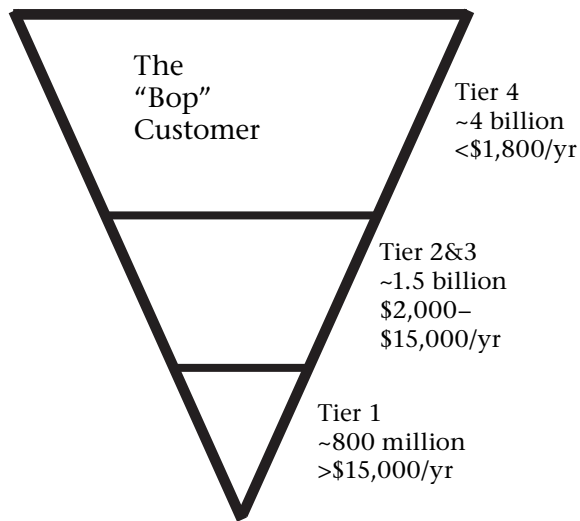 The
“Bop”
Customer
Tier 4
~4 billion
<$1,800/yr
Tier 2&3
~1.5 billion
$2,000–
$15,000/yr
Tier 1
~800 million
>$15,000/yr